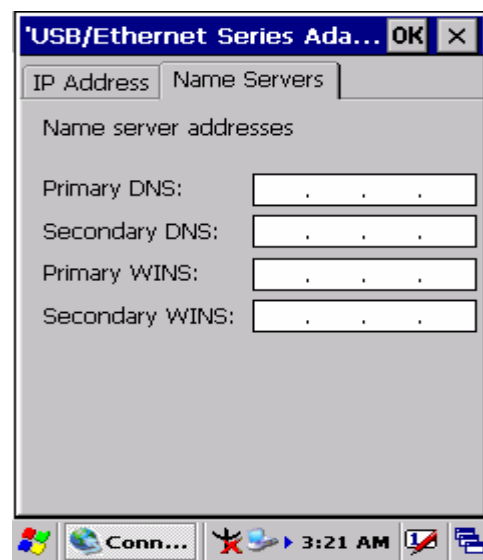 'USB/Ethernet Series Ada... OK ×
IP Address Name Servers
Name server addresses
Primary DNS: . . .
Secondary DNS: . . .
Primary WINS: . . .
Secondary WINS: . . .
Conn... 3:21 AM